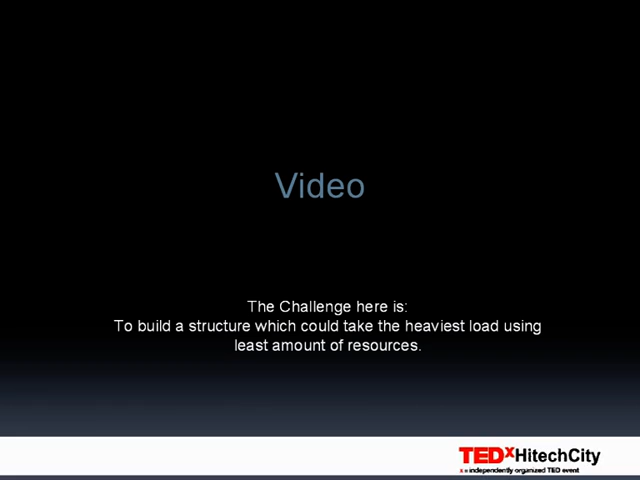 Video
The Challenge here is:
To build a structure which could take the heaviest load using
least amount of resources.
TEDxHitechCity
x = independently organized TED event